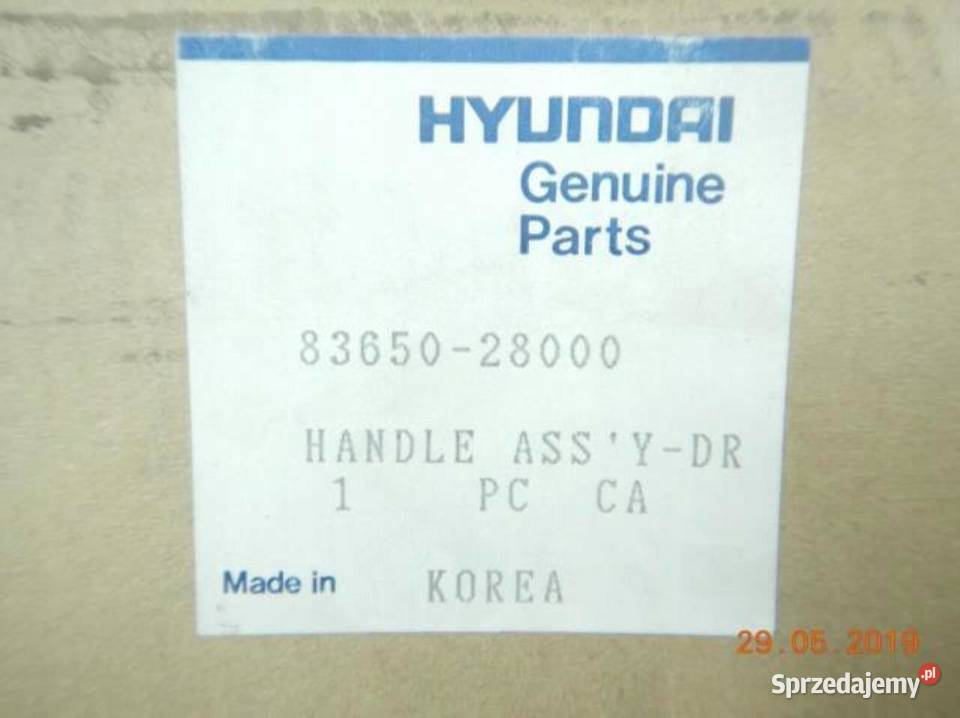 HYUNDAI
Genuine
Parts
83650-28000
HANDLE ASS'Y-DR
1 PC CA
Made in KOREA
29.05.2019
Sprzedajemy.pl